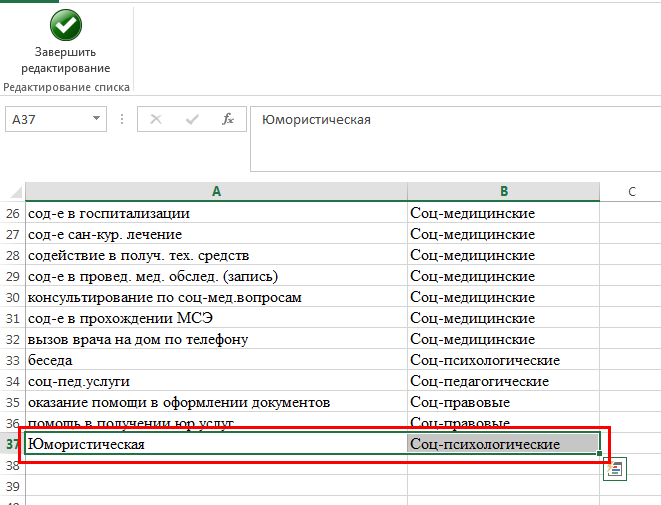 Завершить
редактирование
Редактирование списка
A37 fx Юмористическая
A B C
26 сод-е в госпитализации Соц-медицинские
27 сод-е сан-кур. лечение Соц-медицинские
28 содействие в получ. тех. средств Соц-медицинские
29 сод-е в провед. мед. обслед. (запись) Соц-медицинские
30 консультирование по соц-мед.вопросам Соц-медицинские
31 сод-е в прохождении МСЭ Соц-медицинские
32 вызов врача на дом по телефону Соц-медицинские
33 беседа Соц-психологические
34 соц-пед.услуги Соц-педагогические
35 оказание помощи в оформлении документов Соц-правовые
36 помощь в получении юр.услуг Соц-правовые
37 Юмористическая Соц-психологические
38
39